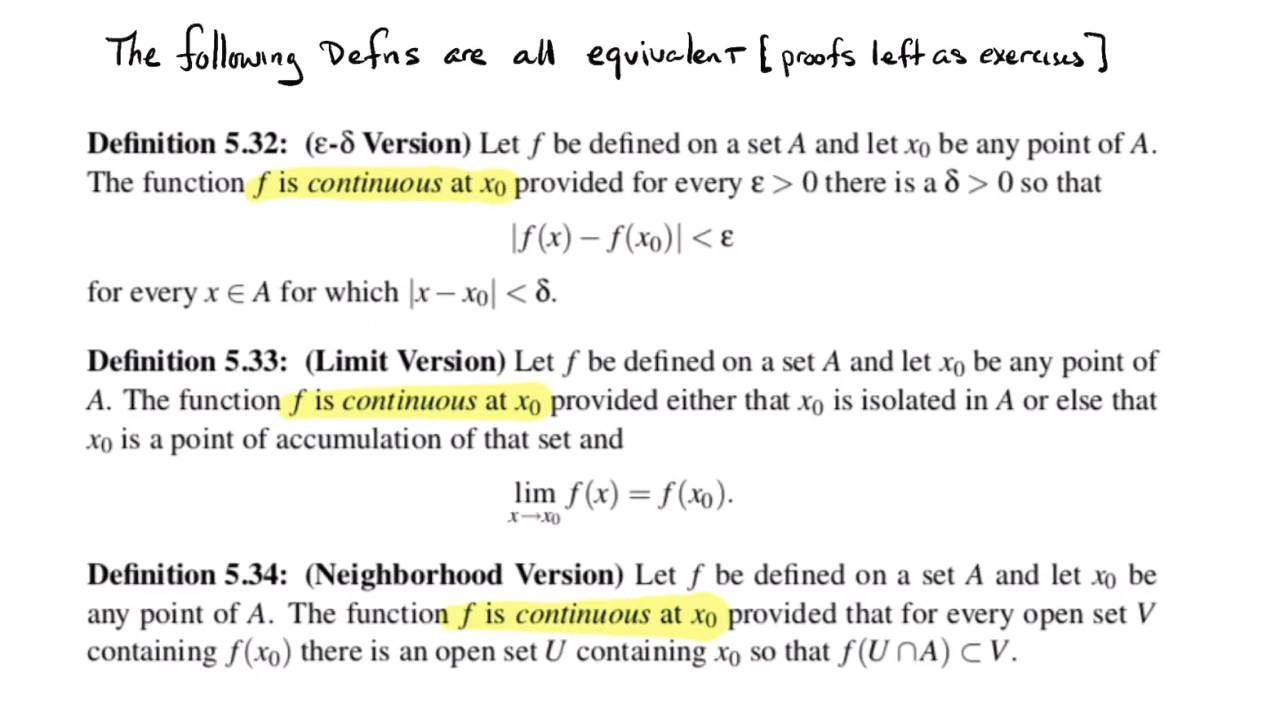 The following Defns are all equivalent [proofs left as exercises]
Definition 5.32: (ε-δ Version) Let f be defined on a set A and let x₀ be any point of A.
The function f is continuous at x₀ provided for every ε > 0 there is a δ > 0 so that
|f(x) − f(x₀)| < ε
for every x ∈ A for which |x − x₀| < δ.
Definition 5.33: (Limit Version) Let f be defined on a set A and let x₀ be any point of
A. The function f is continuous at x₀ provided either that x₀ is isolated in A or else that
x₀ is a point of accumulation of that set and
lim f(x) = f(x₀).
x→x₀
Definition 5.34: (Neighborhood Version) Let f be defined on a set A and let x₀ be
any point of A. The function f is continuous at x₀ provided that for every open set V
containing f(x₀) there is an open set U containing x₀ so that f(U ∩ A) ⊂ V.